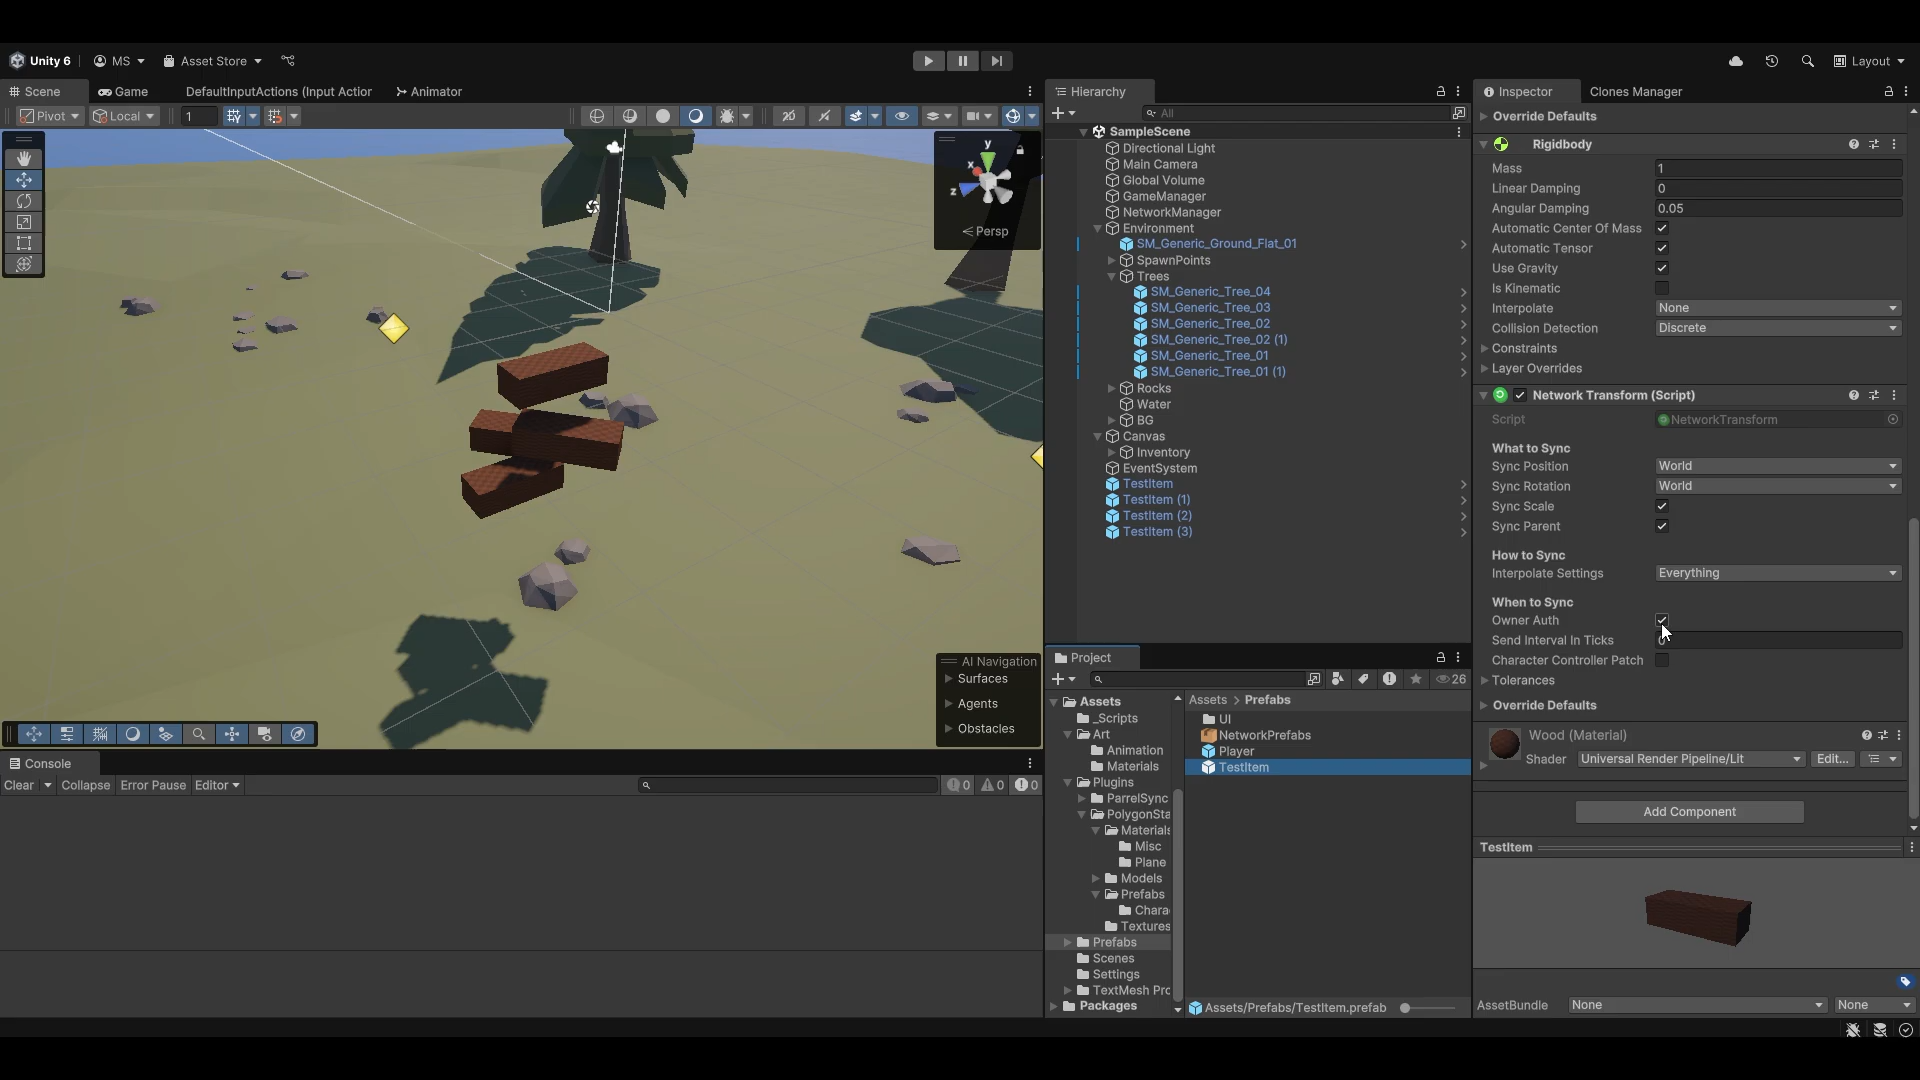 Unity 6 MS Asset Store Layout
Scene Game DefaultInputActions (Input Actior Animator
Pivot Local 1
y
x
z
Persp
AI Navigation
Surfaces
Agents
Obstacles
Console
Clear Collapse Error Pause Editor 0 0 0
Hierarchy
All
SampleScene
Directional Light
Main Camera
Global Volume
GameManager
NetworkManager
Environment
SM_Generic_Ground_Flat_01
SpawnPoints
Trees
SM_Generic_Tree_04
SM_Generic_Tree_03
SM_Generic_Tree_02
SM_Generic_Tree_02 (1)
SM_Generic_Tree_01
SM_Generic_Tree_01 (1)
Rocks
Water
BG
Canvas
Inventory
EventSystem
TestItem
TestItem (1)
TestItem (2)
TestItem (3)
Project
26
Assets
_Scripts
Art
Animation
Materials
Plugins
ParrelSync
PolygonSta
Materials
Misc
Plane
Models
Prefabs
Chara
Textures
Prefabs
Scenes
Settings
TextMesh Pro
Packages
Assets > Prefabs
UI
NetworkPrefabs
Player
TestItem
Assets/Prefabs/TestItem.prefab
Inspector Clones Manager
Override Defaults
Rigidbody
Mass 1
Linear Damping 0
Angular Damping 0.05
Automatic Center Of Mass
Automatic Tensor
Use Gravity
Is Kinematic
Interpolate None
Collision Detection Discrete
Constraints
Layer Overrides
Network Transform (Script)
Script NetworkTransform
What to Sync
Sync Position World
Sync Rotation World
Sync Scale
Sync Parent
How to Sync
Interpolate Settings Everything
When to Sync
Owner Auth
Send Interval In Ticks
Character Controller Patch
Tolerances
Override Defaults
Wood (Material)
Shader Universal Render Pipeline/Lit Edit...
Add Component
TestItem
AssetBundle None None